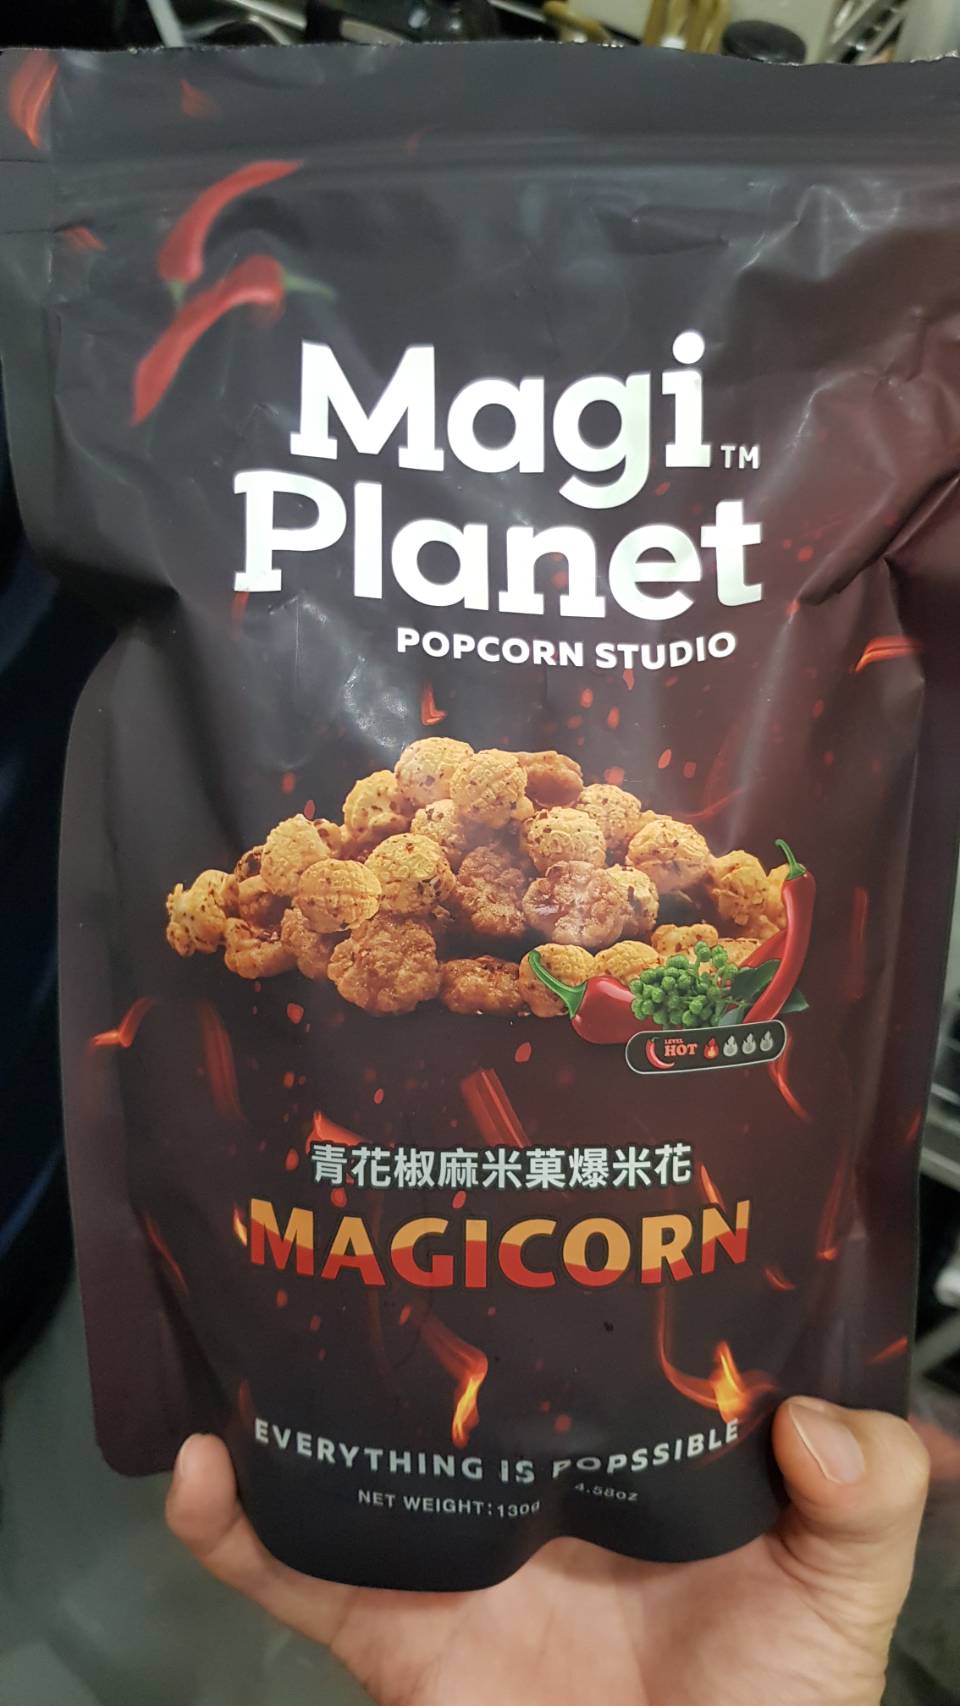 Magi™
Planet
POPCORN STUDIO
LEVEL
HOT
青花椒麻米菓爆米花
MAGICORN
EVERYTHING IS POPSSIBLE
NET WEIGHT:130g 4.58oz